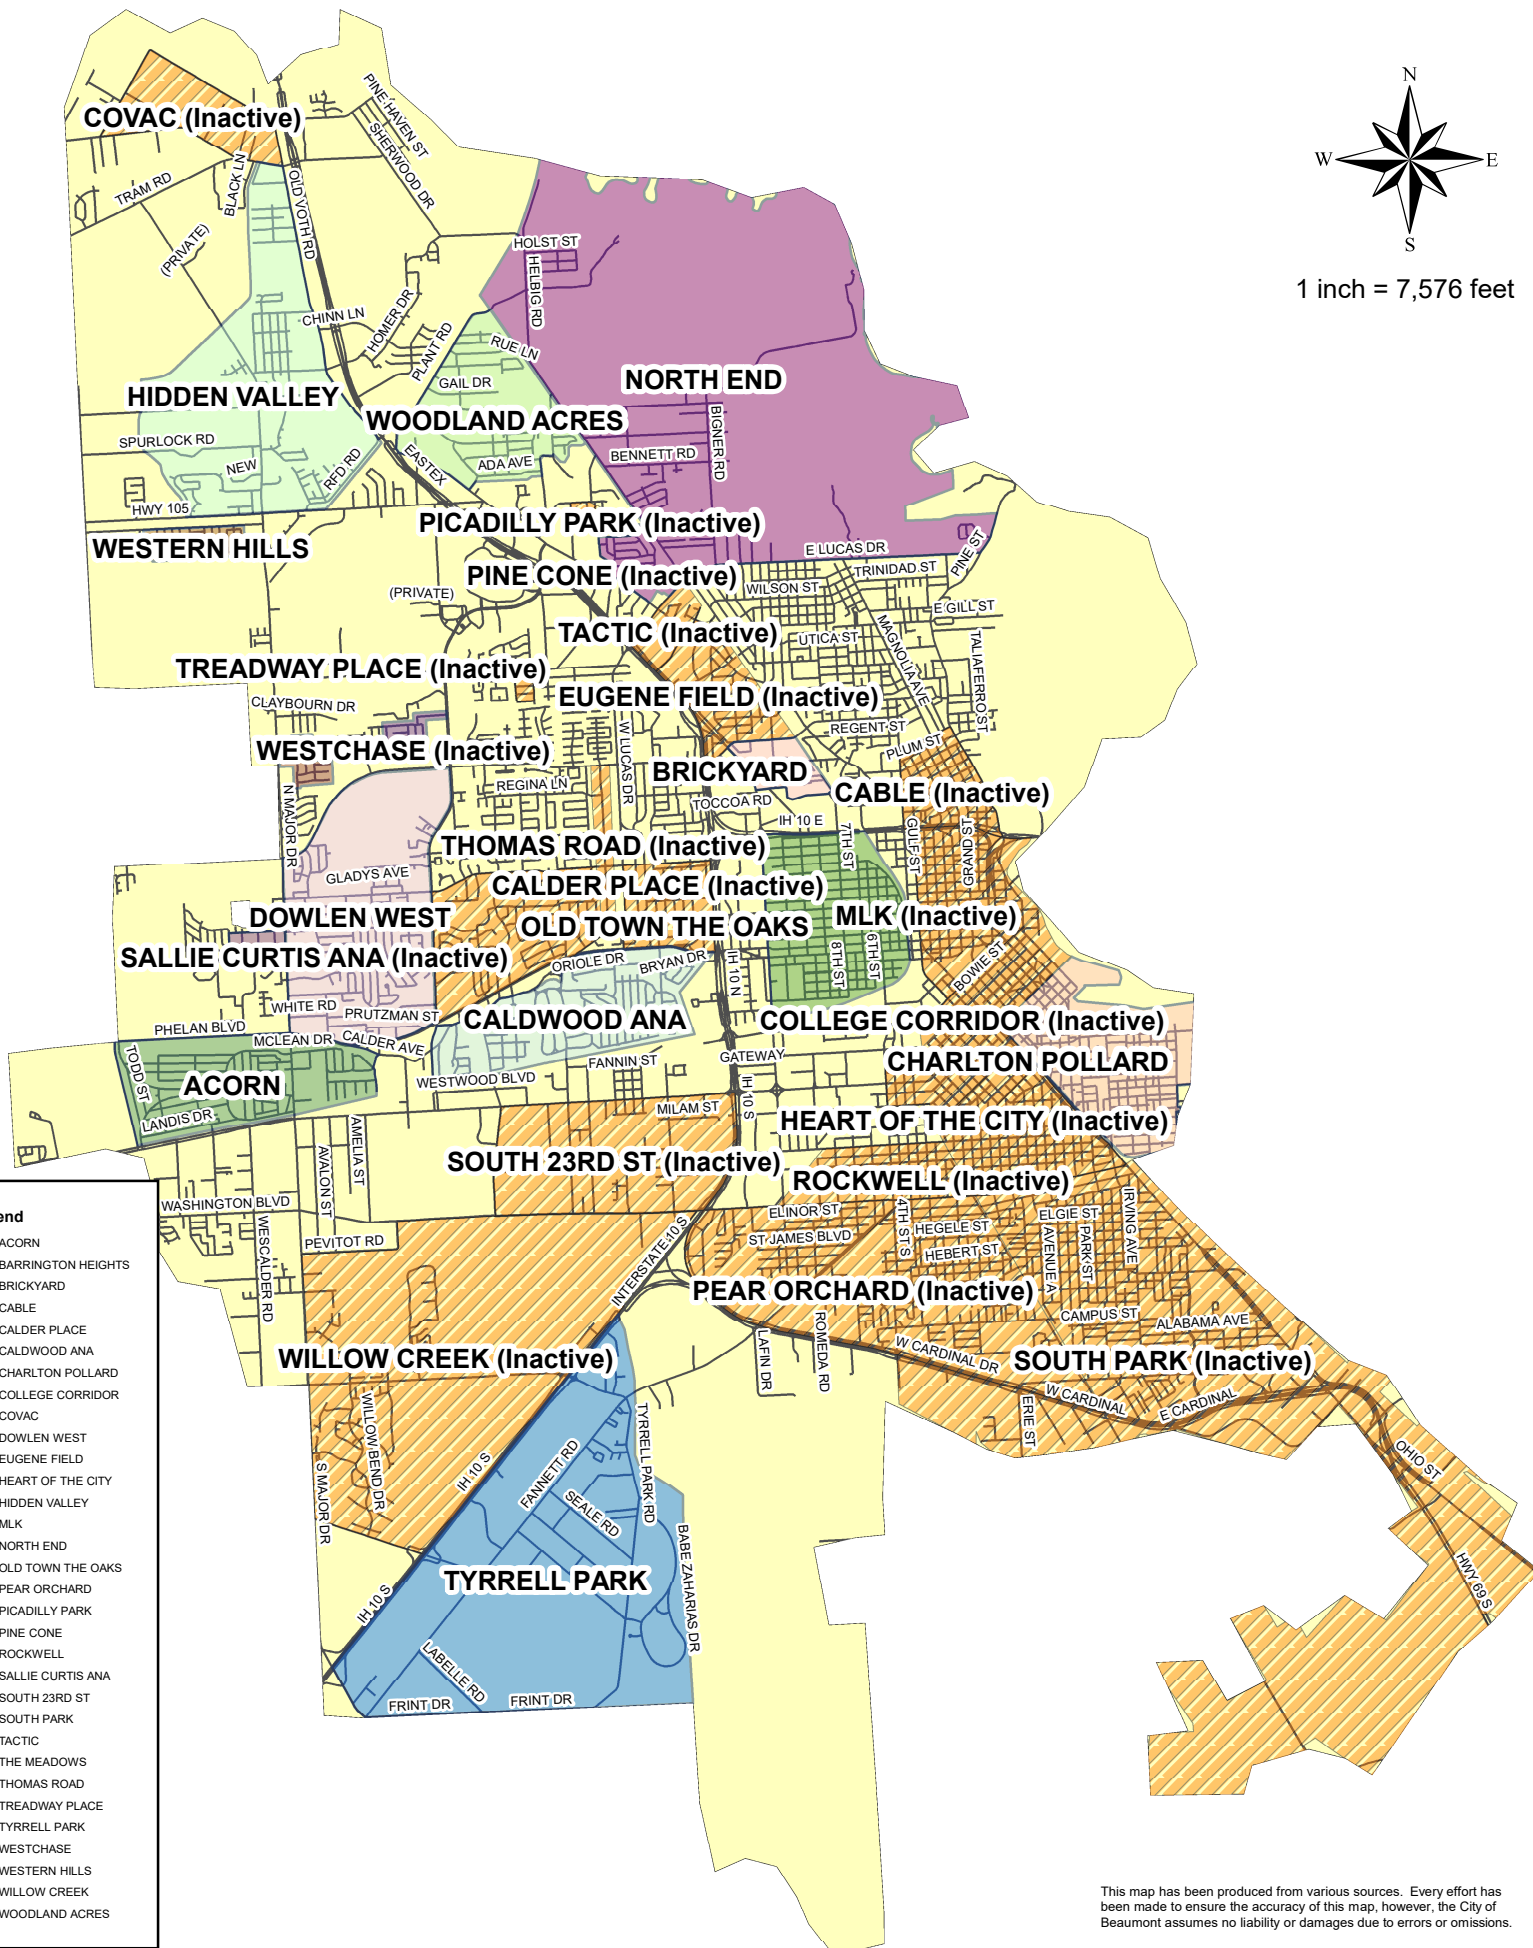 N
W E
S
1 inch = 7,576 feet
COVAC (Inactive)
PINE HAVEN ST
SHERWOOD DR
TRAM RD
BLACK LN
OLD VOTH RD
(PRIVATE)
HOLST ST
HELBIG RD
CHINN LN
HOMER DR
PLANT RD
RUE LN
GAIL DR
NORTH END
HIDDEN VALLEY
WOODLAND ACRES
BIGNER RD
SPURLOCK RD
NEW
RFD RD
EASTEX
ADA AVE
BENNETT RD
HWY 105
PICADILLY PARK (Inactive)
WESTERN HILLS
E LUCAS DR
PINE ST
TRINIDAD ST
PINE CONE (Inactive)
WILSON ST
(PRIVATE)
E GILL ST
TACTIC (Inactive)
UTICA ST
MAGNOLIA AVE
TALIAFERRO ST
TREADWAY PLACE (Inactive)
EUGENE FIELD (Inactive)
CLAYBOURN DR
W LUCAS DR
REGENT ST
PLUM ST
WESTCHASE (Inactive)
BRICKYARD
REGINA LN
TOCCOA RD
CABLE (Inactive)
N MAJOR DR
IH 10 E
7TH ST
GULF ST
GRAND ST
THOMAS ROAD (Inactive)
GLADYS AVE
CALDER PLACE (Inactive)
DOWLEN WEST
OLD TOWN THE OAKS
MLK (Inactive)
SALLIE CURTIS ANA (Inactive)
ORIOLE DR
BRYAN DR
IH 10 N
8TH ST
6TH ST
BOWIE ST
WHITE RD
PRUTZMAN ST
PHELAN BLVD
CALDWOOD ANA
COLLEGE CORRIDOR (Inactive)
MCLEAN DR
CALDER AVE
TODD ST
FANNIN ST
GATEWAY
CHARLTON POLLARD
ACORN
WESTWOOD BLVD
IH 10 S
MILAM ST
LANDIS DR
HEART OF THE CITY (Inactive)
AMELIA ST
AVALON ST
SOUTH 23RD ST (Inactive)
ROCKWELL (Inactive)
WASHINGTON BLVD
WESCALDER RD
PEVITOT RD
ELINOR ST
4TH ST S
HEGELE ST
ELGIE ST
IRVING AVE
ST JAMES BLVD
HEBERT ST
AVENUE A
PARK ST
INTERSTATE 10 S
PEAR ORCHARD (Inactive)
CAMPUS ST
ALABAMA AVE
LAFIN DR
ROMEDA RD
W CARDINAL DR
WILLOW CREEK (Inactive)
SOUTH PARK (Inactive)
W CARDINAL
E CARDINAL
ERIE ST
WILLOW BEND DR
TYRRELL PARK RD
S MAJOR DR
IH 10 S
FANNETT RD
SEALE RD
OHIO ST
BABE ZAHARIAS DR
HWY 69 S
TYRRELL PARK
IH 10 S
LABELLE RD
FRINT DR
FRINT DR
end
ACORN
BARRINGTON HEIGHTS
BRICKYARD
CABLE
CALDER PLACE
CALDWOOD ANA
CHARLTON POLLARD
COLLEGE CORRIDOR
COVAC
DOWLEN WEST
EUGENE FIELD
HEART OF THE CITY
HIDDEN VALLEY
MLK
NORTH END
OLD TOWN THE OAKS
PEAR ORCHARD
PICADILLY PARK
PINE CONE
ROCKWELL
SALLIE CURTIS ANA
SOUTH 23RD ST
SOUTH PARK
TACTIC
THE MEADOWS
THOMAS ROAD
TREADWAY PLACE
TYRRELL PARK
WESTCHASE
WESTERN HILLS
WILLOW CREEK
WOODLAND ACRES
This map has been produced from various sources. Every effort has
been made to ensure the accuracy of this map, however, the City of
Beaumont assumes no liability or damages due to errors or omissions.